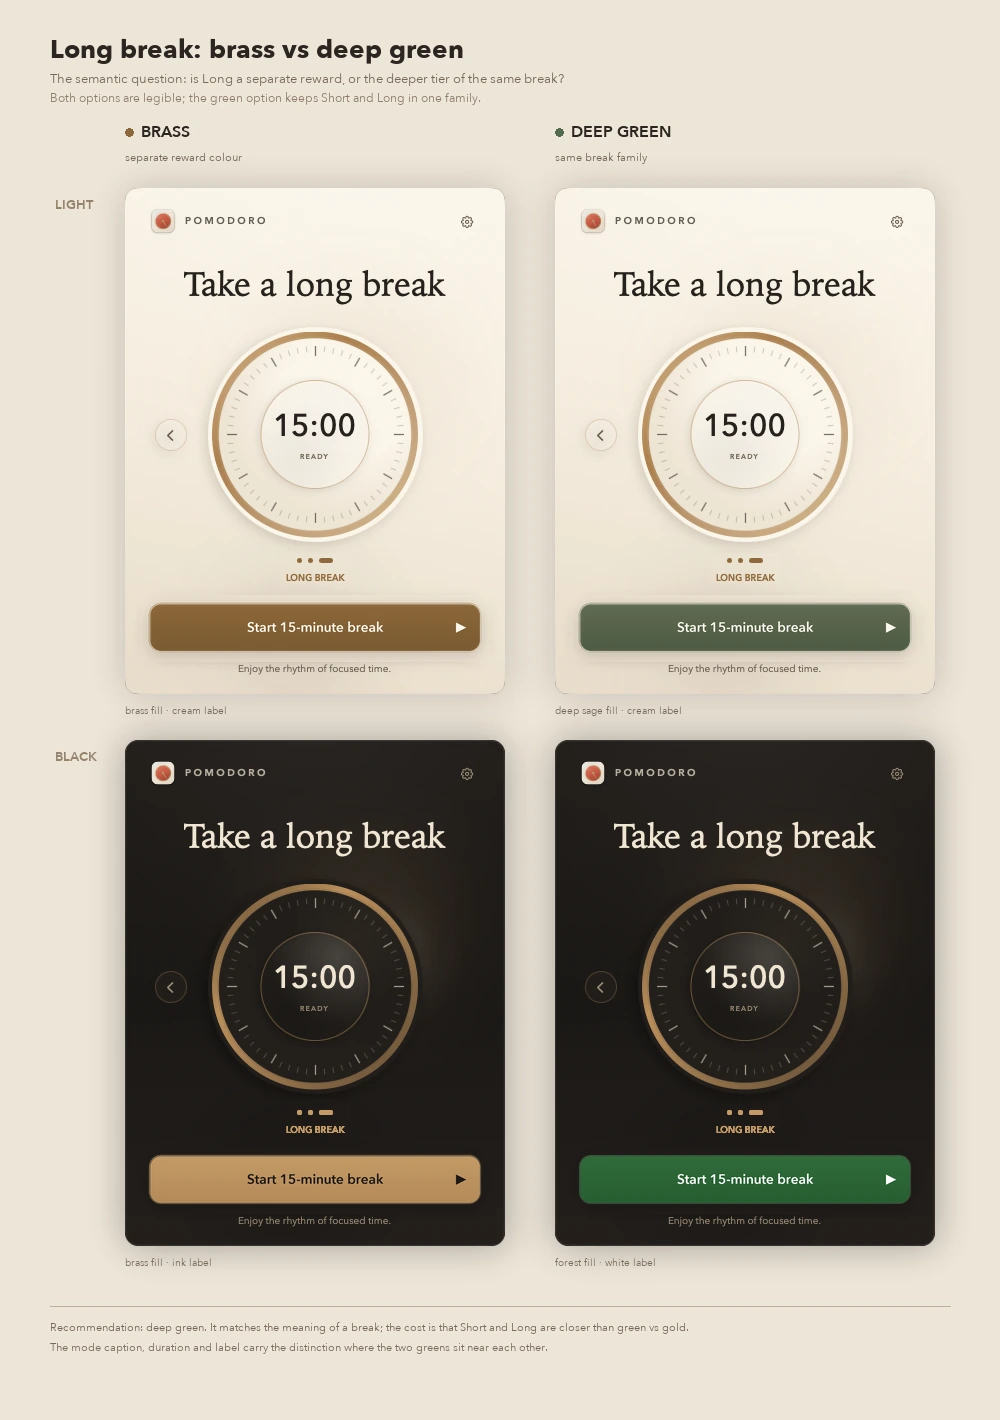 Long break: brass vs deep green
The semantic question: is Long a separate reward, or the deeper tier of the same break?
Both options are legible; the green option keeps Short and Long in one family.
BRASS
separate reward colour
DEEP GREEN
same break family
LIGHT
POMODORO
Take a long break
15:00
READY
LONG BREAK
Start 15-minute break
Enjoy the rhythm of focused time.
brass fill · cream label
POMODORO
Take a long break
15:00
READY
LONG BREAK
Start 15-minute break
Enjoy the rhythm of focused time.
deep sage fill · cream label
BLACK
POMODORO
Take a long break
15:00
READY
LONG BREAK
Start 15-minute break
Enjoy the rhythm of focused time.
brass fill · ink label
POMODORO
Take a long break
15:00
READY
LONG BREAK
Start 15-minute break
Enjoy the rhythm of focused time.
forest fill · white label
Recommendation: deep green. It matches the meaning of a break; the cost is that Short and Long are closer than green vs gold.
The mode caption, duration and label carry the distinction where the two greens sit near each other.